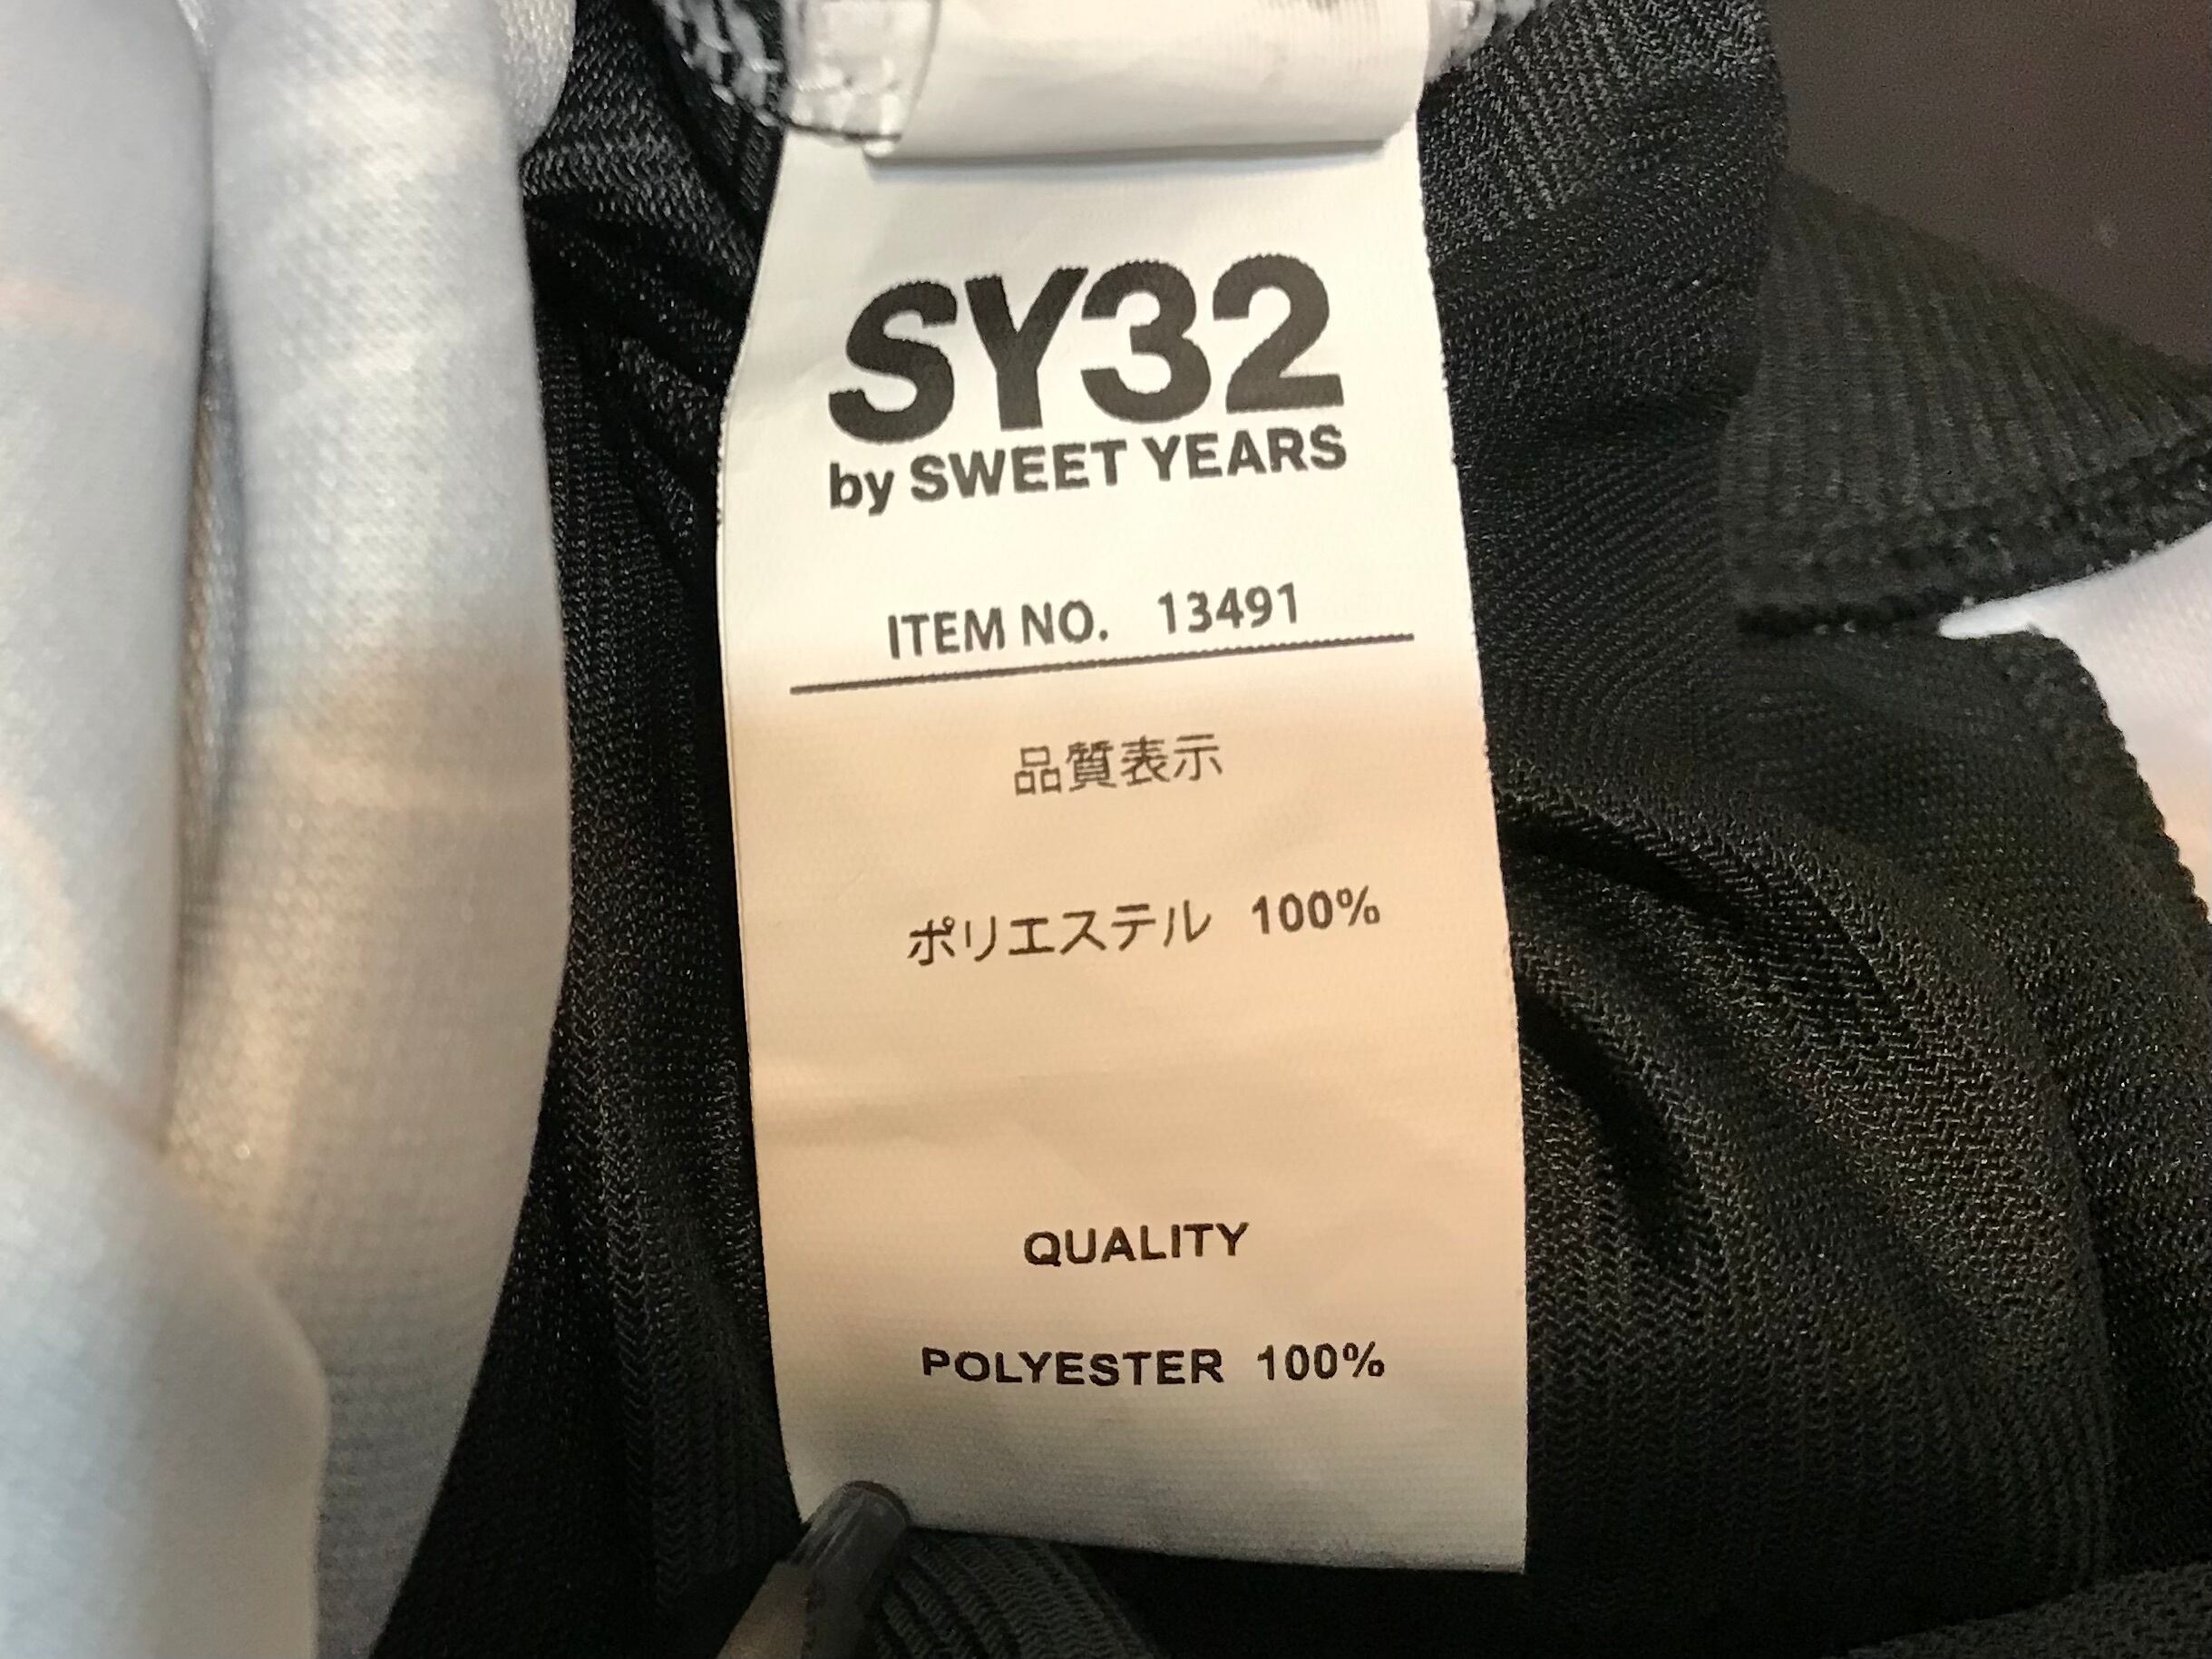 SY32
by SWEET YEARS
ITEM NO. 13491
品質表示
ポリエステル 100%
QUALITY
POLYESTER 100%